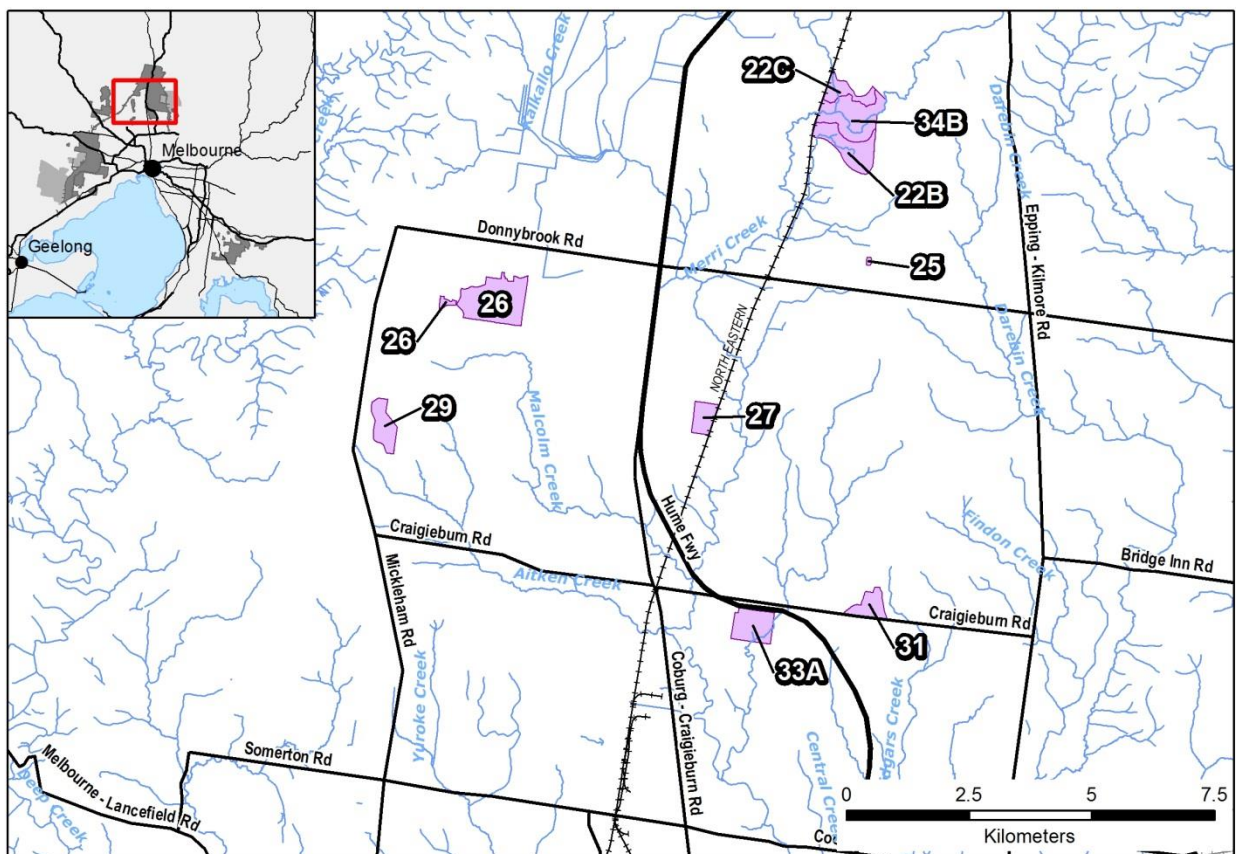 Melbourne
Geelong
Kalkallo Creek
22C
34B
22B
Darebin Creek
Epping - Kilmore Rd
Donnybrook Rd
Merri Creek
25
26
26
NORTH EASTERN
Darebin Creek
29
Malcolm Creek
27
Hume Fwy
Findon Creek
Craigieburn Rd
Bridge Inn Rd
Aitken Creek
Mickleham Rd
Craigieburn Rd
31
33A
Yuroke Creek
Coburg - Craigieburn Rd
Central Creek
Somerton Rd
Melbourne - Lancefield Rd
0 2.5 5 7.5
Kilometers